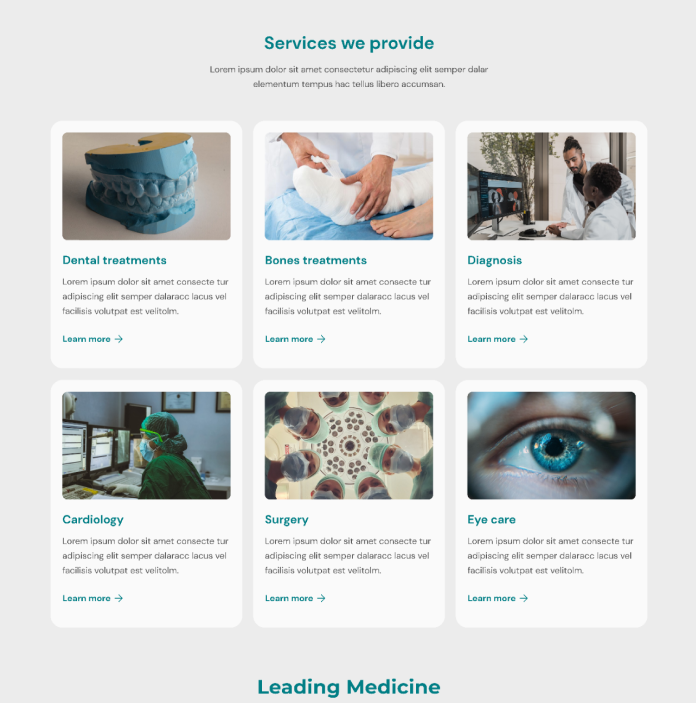 Services we provide
Lorem ipsum dolor sit amet consectetur adipiscing elit semper dalar
elementum tempus hac tellus libero accumsan.
Dental treatments
Lorem ipsum dolor sit amet consecte tur
adipiscing elit semper dalaracc lacus vel
facilisis volutpat est velitolm.
Learn more →
Bones treatments
Lorem ipsum dolor sit amet consecte tur
adipiscing elit semper dalaracc lacus vel
facilisis volutpat est velitolm.
Learn more →
Diagnosis
Lorem ipsum dolor sit amet consecte tur
adipiscing elit semper dalaracc lacus vel
facilisis volutpat est velitolm.
Learn more →
Cardiology
Lorem ipsum dolor sit amet consecte tur
adipiscing elit semper dalaracc lacus vel
facilisis volutpat est velitolm.
Learn more →
Surgery
Lorem ipsum dolor sit amet consecte tur
adipiscing elit semper dalaracc lacus vel
facilisis volutpat est velitolm.
Learn more →
Eye care
Lorem ipsum dolor sit amet consecte tur
adipiscing elit semper dalaracc lacus vel
facilisis volutpat est velitolm.
Learn more →
Leading Medicine